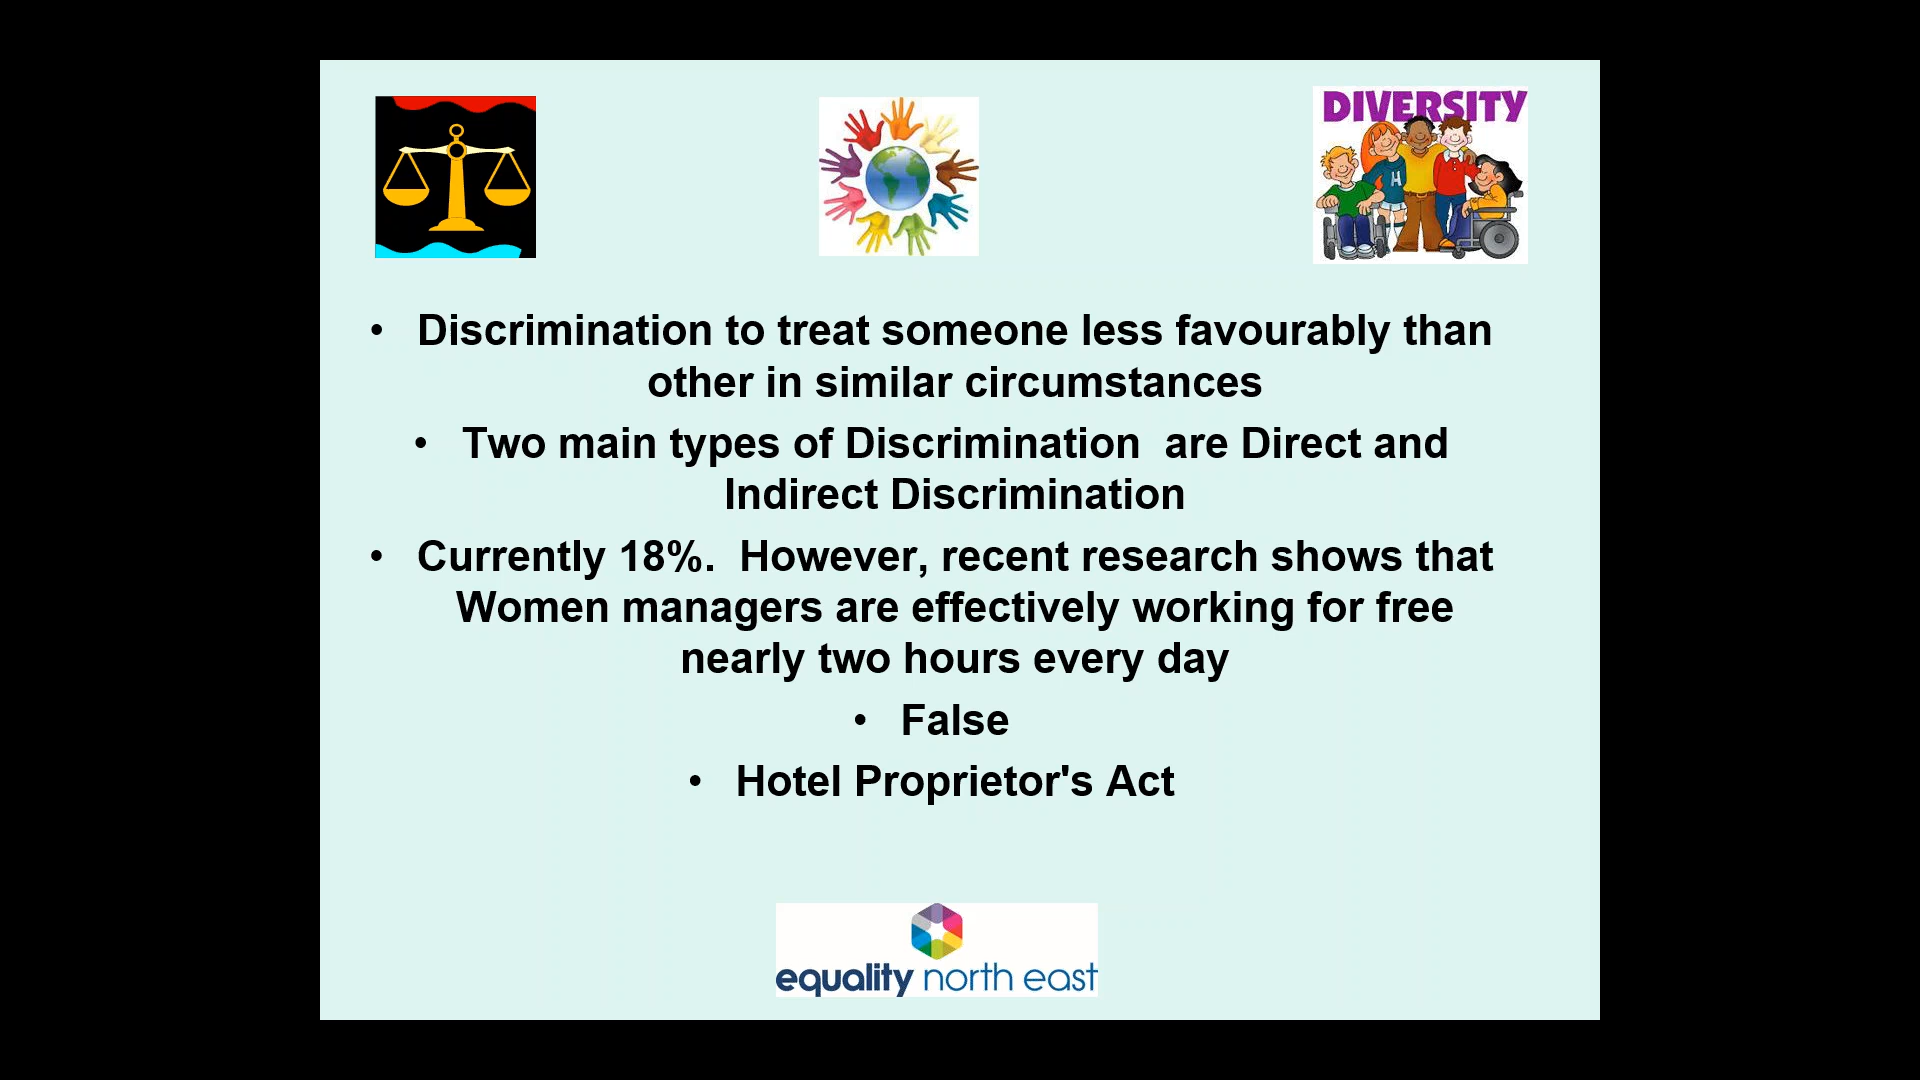 DIVERSITY
H
• Discrimination to treat someone less favourably than
other in similar circumstances
• Two main types of Discrimination  are Direct and
Indirect Discrimination
• Currently 18%.  However, recent research shows that
Women managers are effectively working for free
nearly two hours every day
• False
• Hotel Proprietor's Act
equality north east